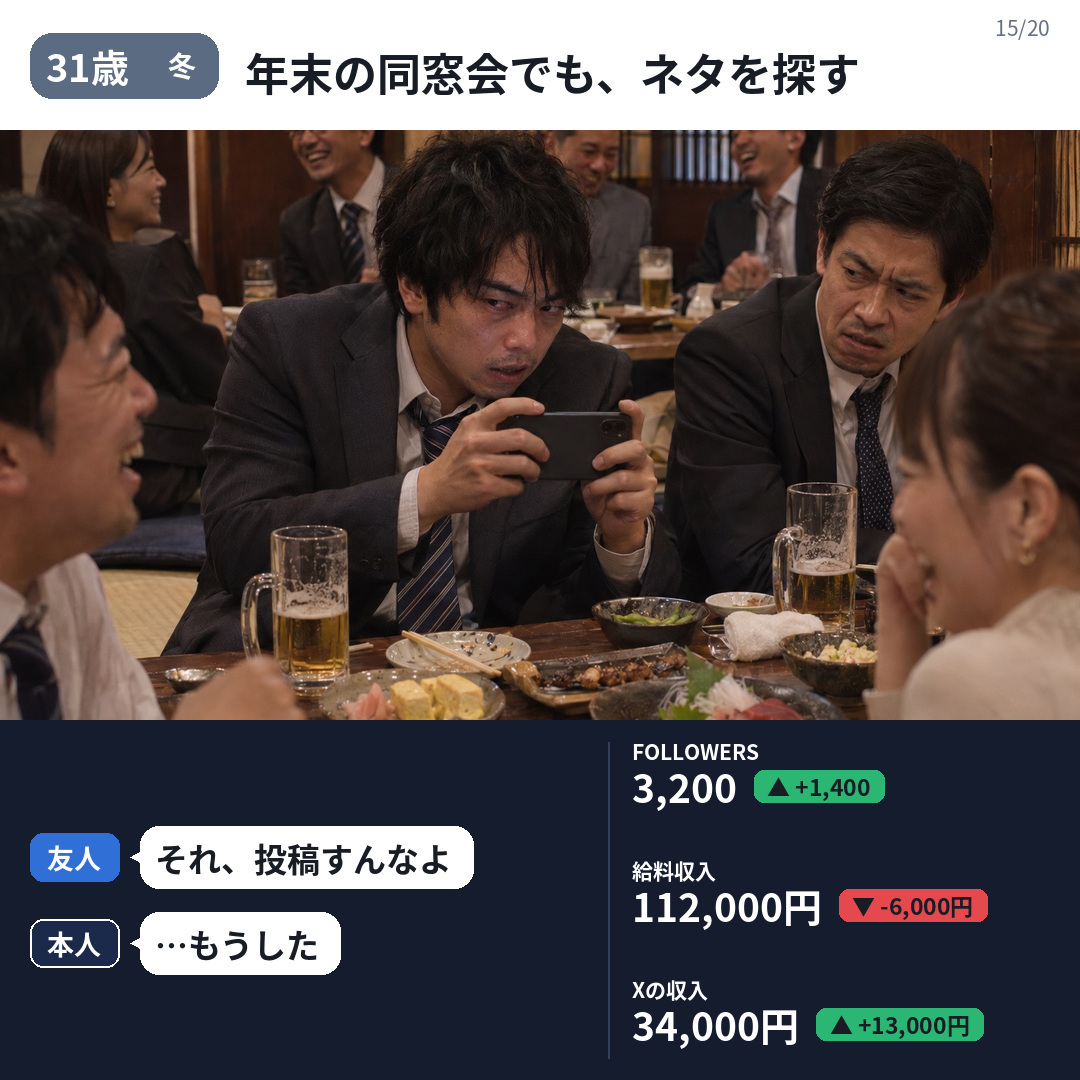 15/20
31歳 冬
年末の同窓会でも、ネタを探す
友人
それ、投稿すんなよ
本人
…もうした
FOLLOWERS
3,200 ▲ +1,400
給料収入
112,000円 ▼ -6,000円
Xの収入
34,000円 ▲ +13,000円